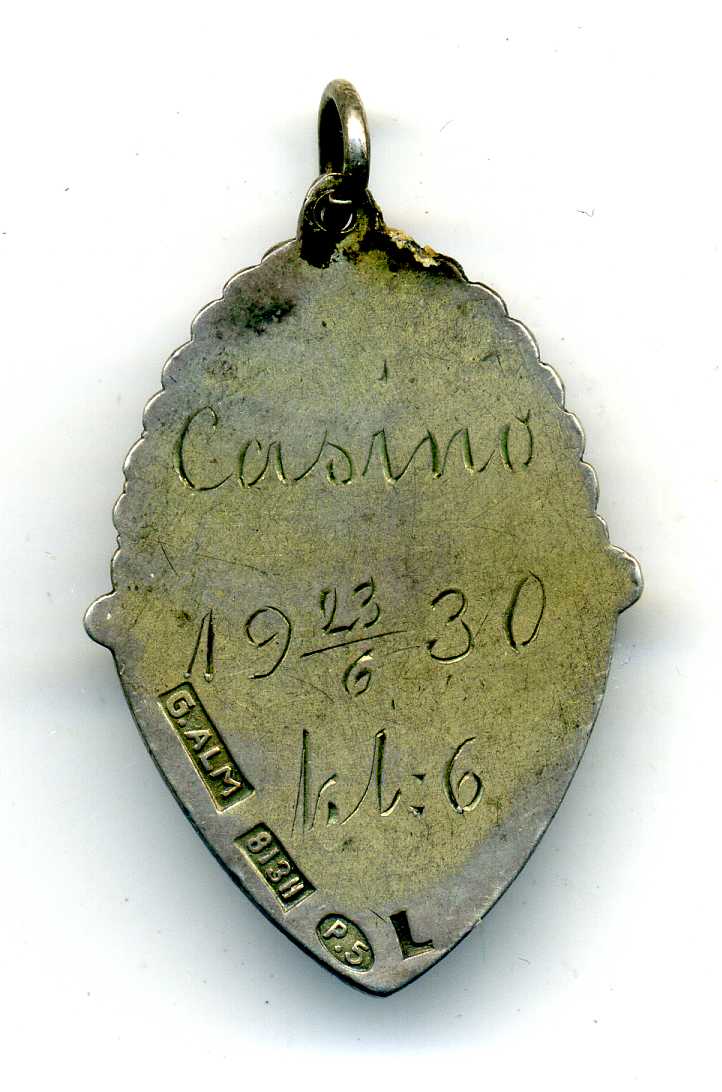 Casino
19 23/6 30
kl: 6
G. ALM
813H
P.5
L